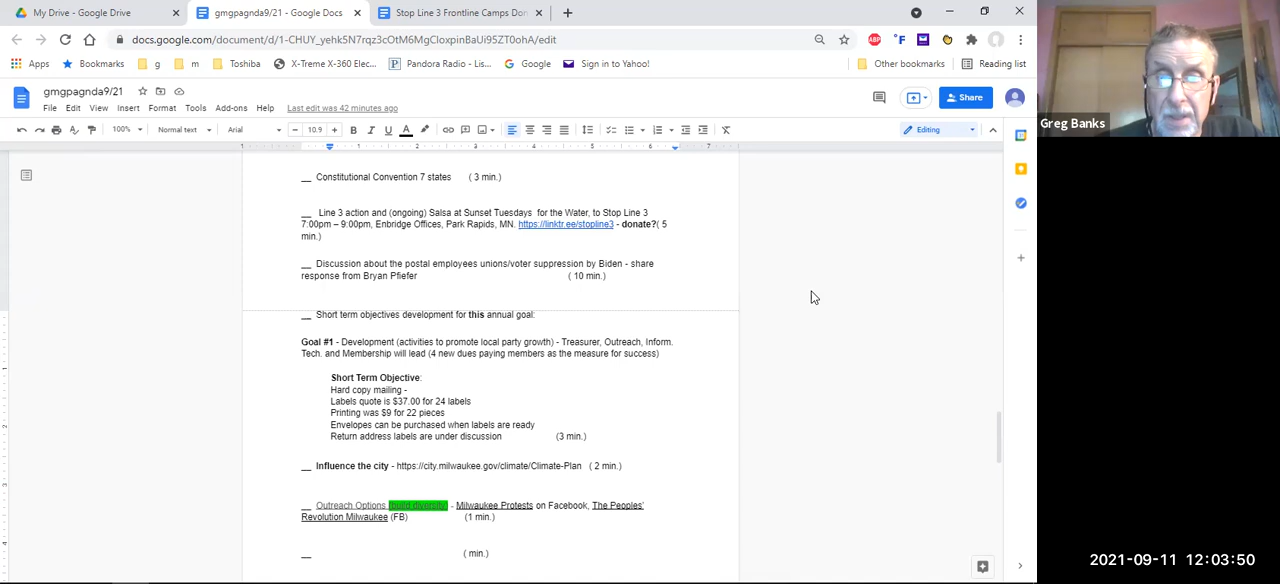 My Drive - Google Drive
gmgpagnda9/21 - Google Docs
Stop Line 3 Frontline Camps Don
docs.google.com/document/d/1-CHUY_yehk5N7rqz3cOtM6MgCloxpinBaUi95ZT0ohA/edit
Apps Bookmarks g m Toshiba X-Treme X-360 Elec... Pandora Radio - Lis... Google Sign in to Yahoo! Other bookmarks Reading list
gmgpagnda9/21
Share
File Edit View Insert Format Tools Add-ons Help Last edit was 42 minutes ago
100% Normal text Arial 10.9 Editing
1 1 2 3 4 5 6 7
__ Constitutional Convention 7 states ( 3 min.)
__ Line 3 action and (ongoing) Salsa at Sunset Tuesdays for the Water, to Stop Line 3
7:00pm – 9:00pm, Enbridge Offices, Park Rapids, MN. https://linktr.ee/stopline3 - donate?( 5
min.)
__ Discussion about the postal employees unions/voter suppression by Biden - share
response from Bryan Pfiefer ( 10 min.)
__ Short term objectives development for this annual goal:
Goal #1 - Development (activities to promote local party growth) - Treasurer, Outreach, Inform.
Tech. and Membership will lead (4 new dues paying members as the measure for success)
Short Term Objective:
Hard copy mailing -
Labels quote is $37.00 for 24 labels
Printing was $9 for 22 pieces
Envelopes can be purchased when labels are ready
Return address labels are under discussion (3 min.)
__ Influence the city - https://city.milwaukee.gov/climate/Climate-Plan ( 2 min.)
__ Outreach Options (build diversity) - Milwaukee Protests on Facebook, The Peoples'
Revolution Milwaukee (FB) (1 min.)
__ ( min.)
Greg Banks
2021-09-11 12:03:50